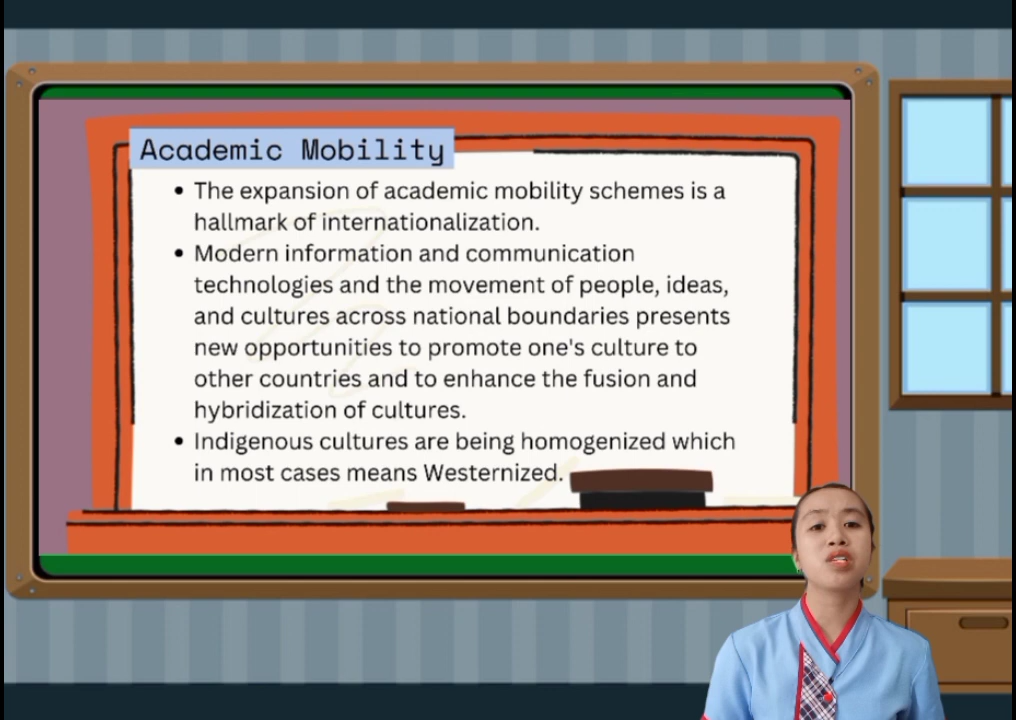 Academic Mobility
• The expansion of academic mobility schemes is a
hallmark of internationalization.
• Modern information and communication
technologies and the movement of people, ideas,
and cultures across national boundaries presents
new opportunities to promote one's culture to
other countries and to enhance the fusion and
hybridization of cultures.
• Indigenous cultures are being homogenized which
in most cases means Westernized.